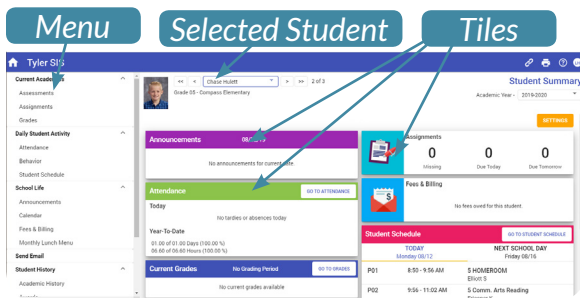 Menu
Selected Student
Tiles
Tyler SIS
Current Academics
Assessments
Assignments
Grades
Daily Student Activity
Attendance
Behavior
Student Schedule
School Life
Announcements
Calendar
Fees & Billing
Monthly Lunch Menu
Send Email
Student History
Academic History
<< < Chase Hulett > >> 2 of 3
Grade 05 - Compass Elementary
Student Summary
Academic Year - 2019-2020
SETTINGS
Announcements
No announcements for current date.
Attendance GO TO ATTENDANCE
Today
No tardies or absences today
Year-To-Date
01.00 of 01.00 Days (100.00 %)
06.60 of 06.60 Hours (100.00 %)
Current Grades No Grading Period GO TO GRADES
No current grades available
Assignments
0 0 0
Missing Due Today Due Tomorrow
Fees & Billing
No fees owed for this student.
Student Schedule GO TO STUDENT SCHEDULE
TODAY NEXT SCHOOL DAY
Monday 08/12 Friday 08/16
P01 8:50 - 9:56 AM 5 HOMEROOM
Elliott S
P02 9:56 - 11:02 AM 5 Comm. Arts Reading